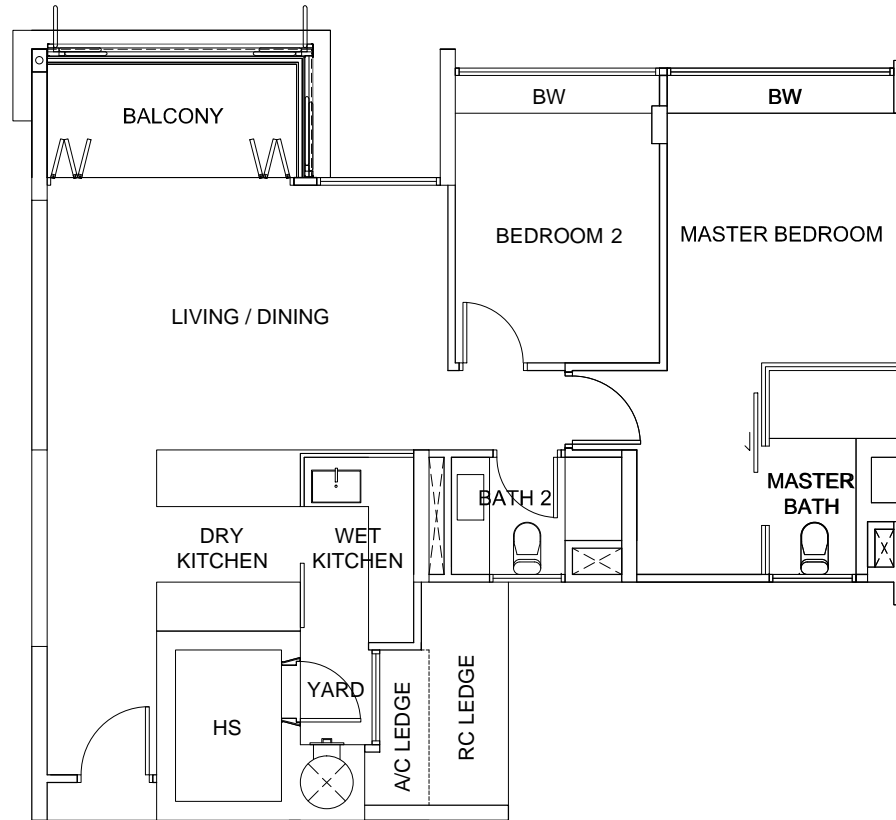 BW
BW
BALCONY
BEDROOM 2
MASTER BEDROOM
LIVING / DINING
MASTER
BATH
BATH 2
DRY
KITCHEN
WET
KITCHEN
YARD
HS
A/C LEDGE
RC LEDGE